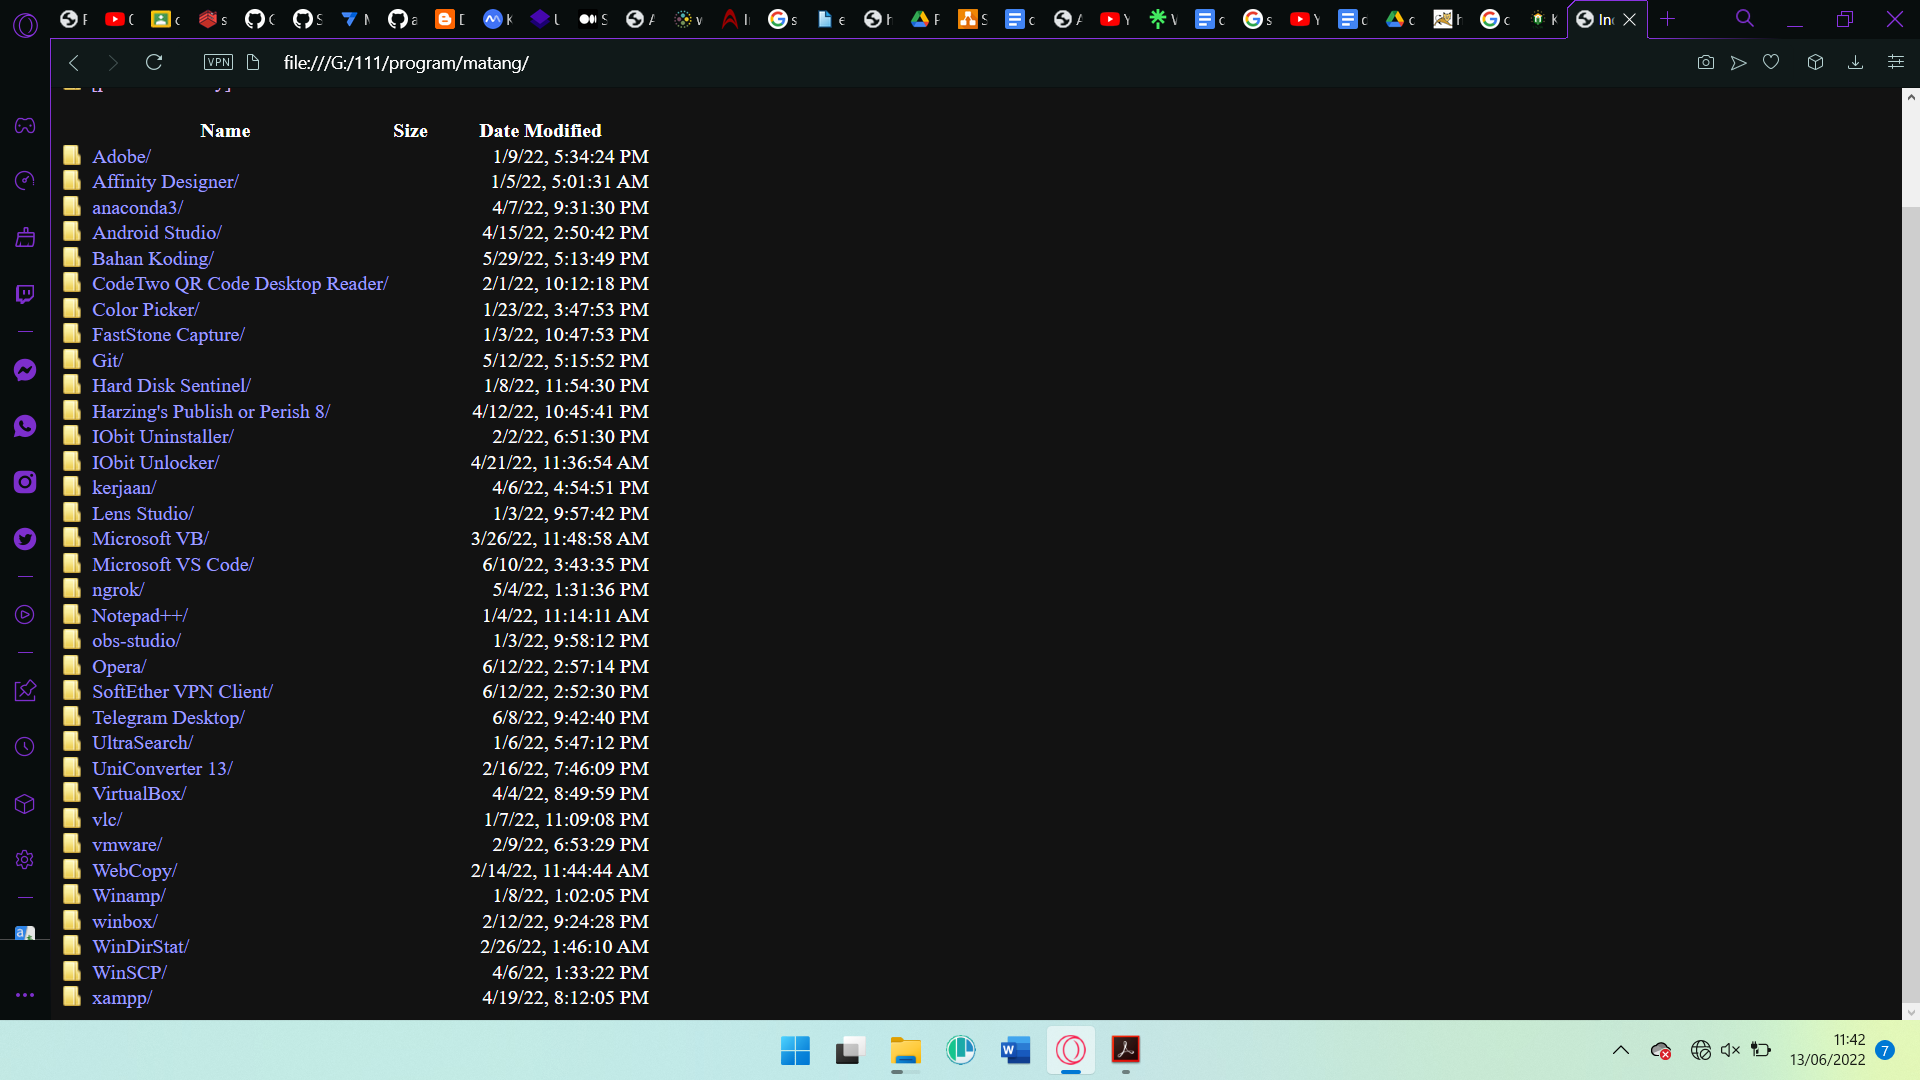 VPN
file:///G:/111/program/matang/
Name Size Date Modified
Adobe/ 1/9/22, 5:34:24 PM
Affinity Designer/ 1/5/22, 5:01:31 AM
anaconda3/ 4/7/22, 9:31:30 PM
Android Studio/ 4/15/22, 2:50:42 PM
Bahan Koding/ 5/29/22, 5:13:49 PM
CodeTwo QR Code Desktop Reader/ 2/1/22, 10:12:18 PM
Color Picker/ 1/23/22, 3:47:53 PM
FastStone Capture/ 1/3/22, 10:47:53 PM
Git/ 5/12/22, 5:15:52 PM
Hard Disk Sentinel/ 1/8/22, 11:54:30 PM
Harzing's Publish or Perish 8/ 4/12/22, 10:45:41 PM
IObit Uninstaller/ 2/2/22, 6:51:30 PM
IObit Unlocker/ 4/21/22, 11:36:54 AM
kerjaan/ 4/6/22, 4:54:51 PM
Lens Studio/ 1/3/22, 9:57:42 PM
Microsoft VB/ 3/26/22, 11:48:58 AM
Microsoft VS Code/ 6/10/22, 3:43:35 PM
ngrok/ 5/4/22, 1:31:36 PM
Notepad++/ 1/4/22, 11:14:11 AM
obs-studio/ 1/3/22, 9:58:12 PM
Opera/ 6/12/22, 2:57:14 PM
SoftEther VPN Client/ 6/12/22, 2:52:30 PM
Telegram Desktop/ 6/8/22, 9:42:40 PM
UltraSearch/ 1/6/22, 5:47:12 PM
UniConverter 13/ 2/16/22, 7:46:09 PM
VirtualBox/ 4/4/22, 8:49:59 PM
vlc/ 1/7/22, 11:09:08 PM
vmware/ 2/9/22, 6:53:29 PM
WebCopy/ 2/14/22, 11:44:44 AM
Winamp/ 1/8/22, 1:02:05 PM
winbox/ 2/12/22, 9:24:28 PM
WinDirStat/ 2/26/22, 1:46:10 AM
WinSCP/ 4/6/22, 1:33:22 PM
xampp/ 4/19/22, 8:12:05 PM
11:42
13/06/2022 7